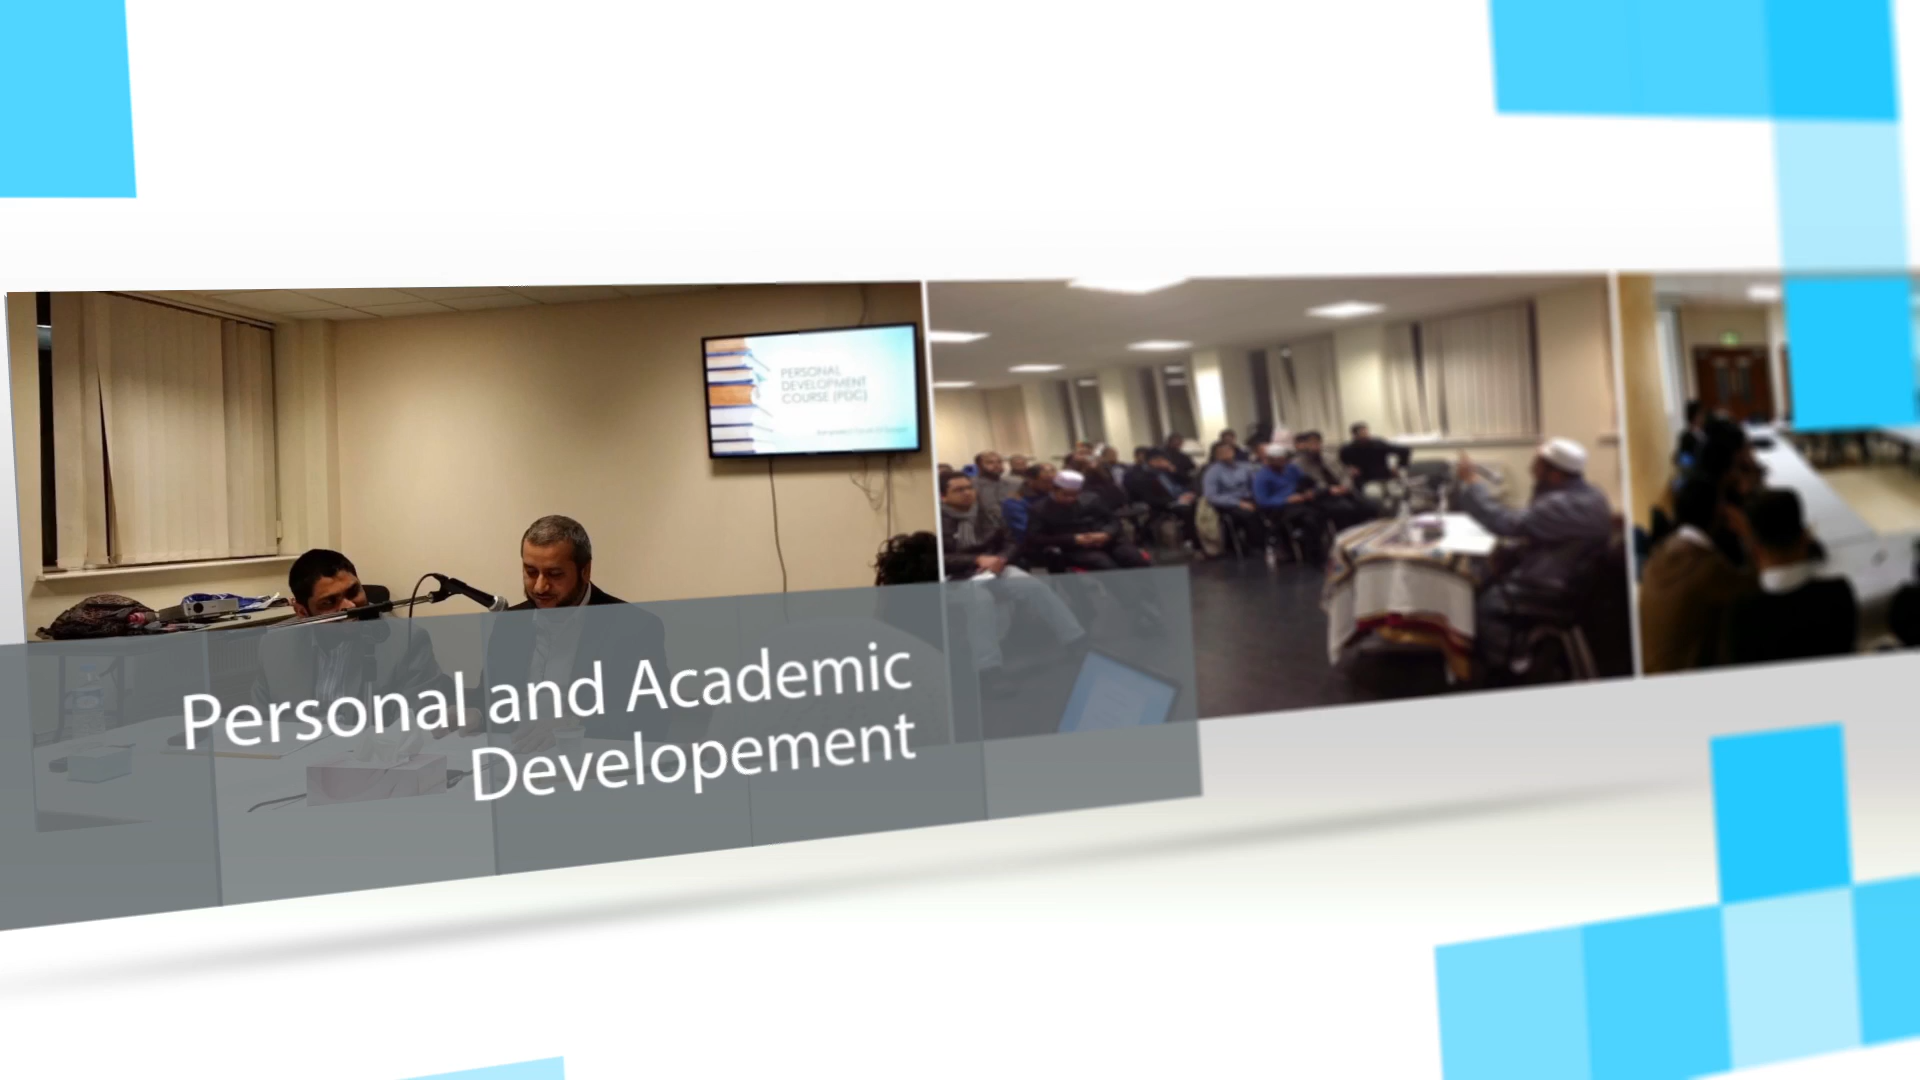 PERSONAL
DEVELOPMENT
COURSE (PDC)
Personal and Academic
Developement